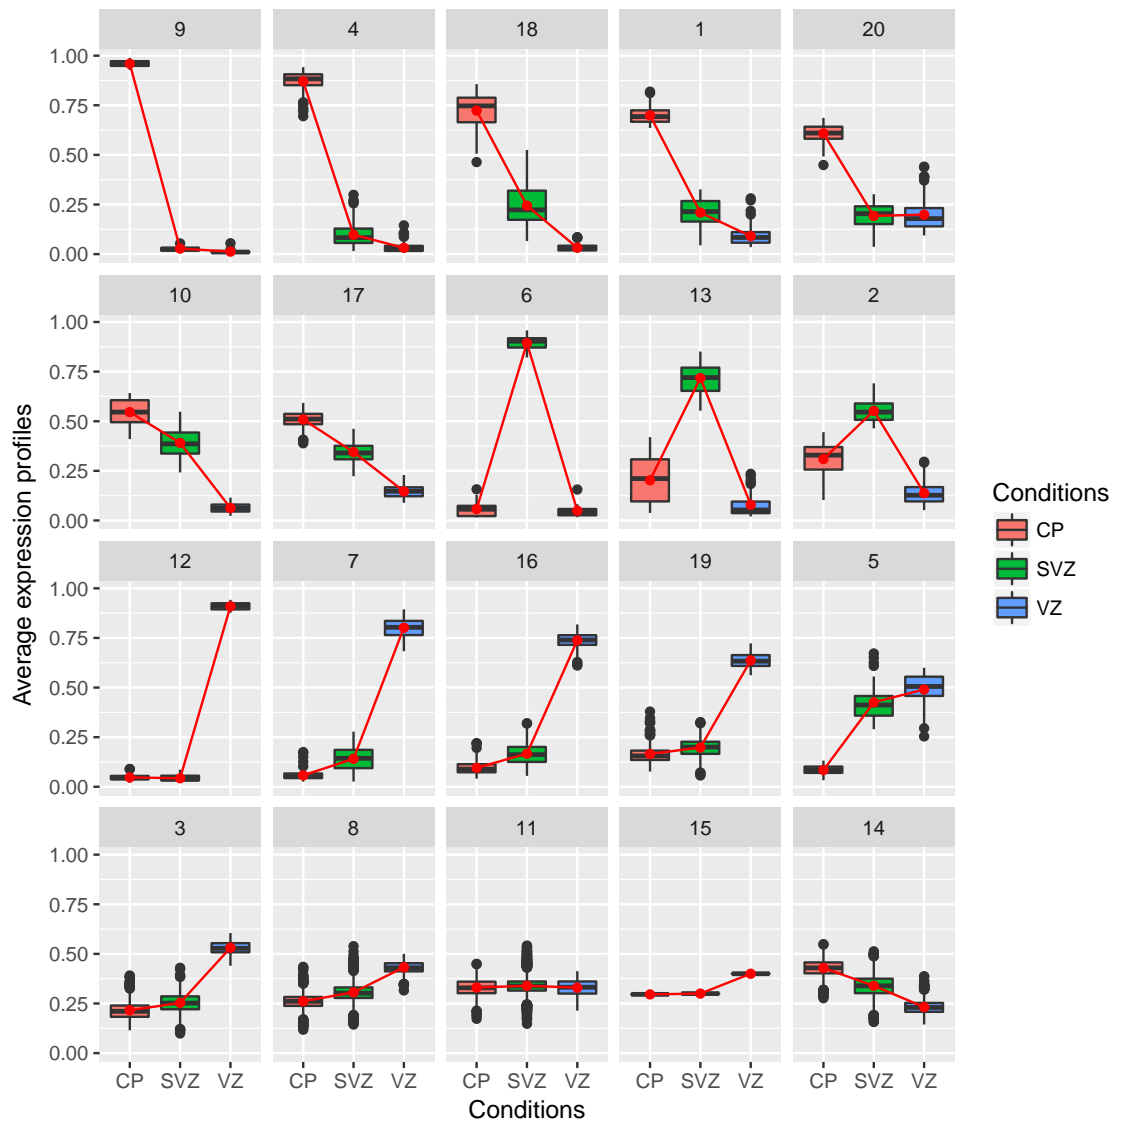 9 4 18 1 20
1.00
0.75
0.50
0.25
0.00
10 17 6 13 2
1.00
0.75
0.50
0.25
0.00
12 7 16 19 5
1.00
0.75
0.50
0.25
0.00
3 8 11 15 14
1.00
0.75
0.50
0.25
0.00
CP SVZ VZ CP SVZ VZ CP SVZ VZ CP SVZ VZ CP SVZ VZ
Conditions
Average expression profiles
Conditions
CP
SVZ
VZ